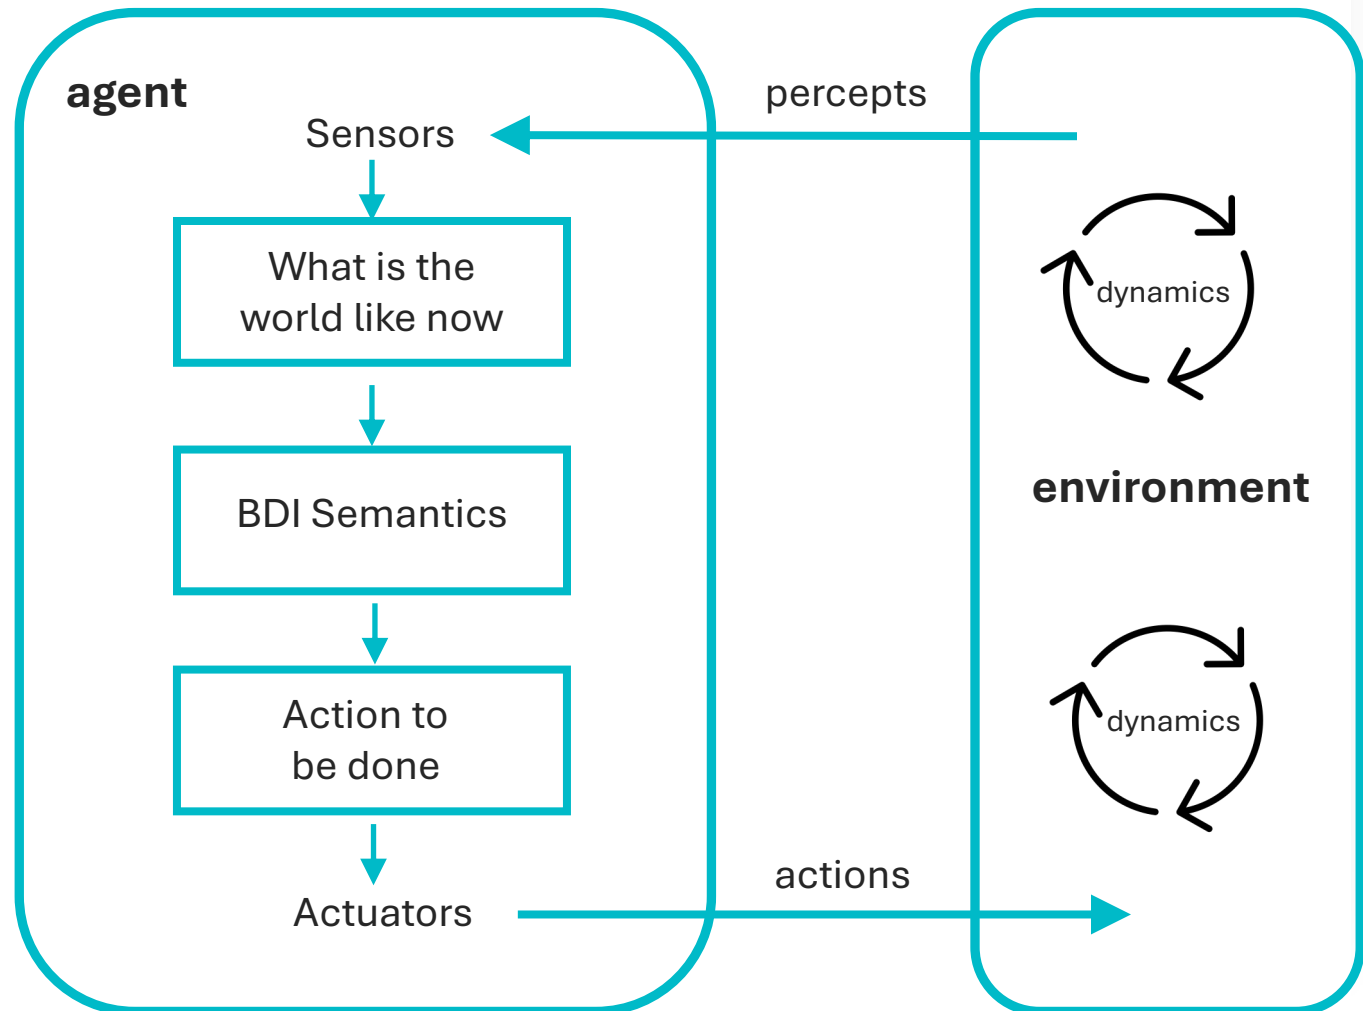 agent
Sensors
What is the
world like now
BDI Semantics
Action to
be done
Actuators
percepts
actions
dynamics
environment
dynamics